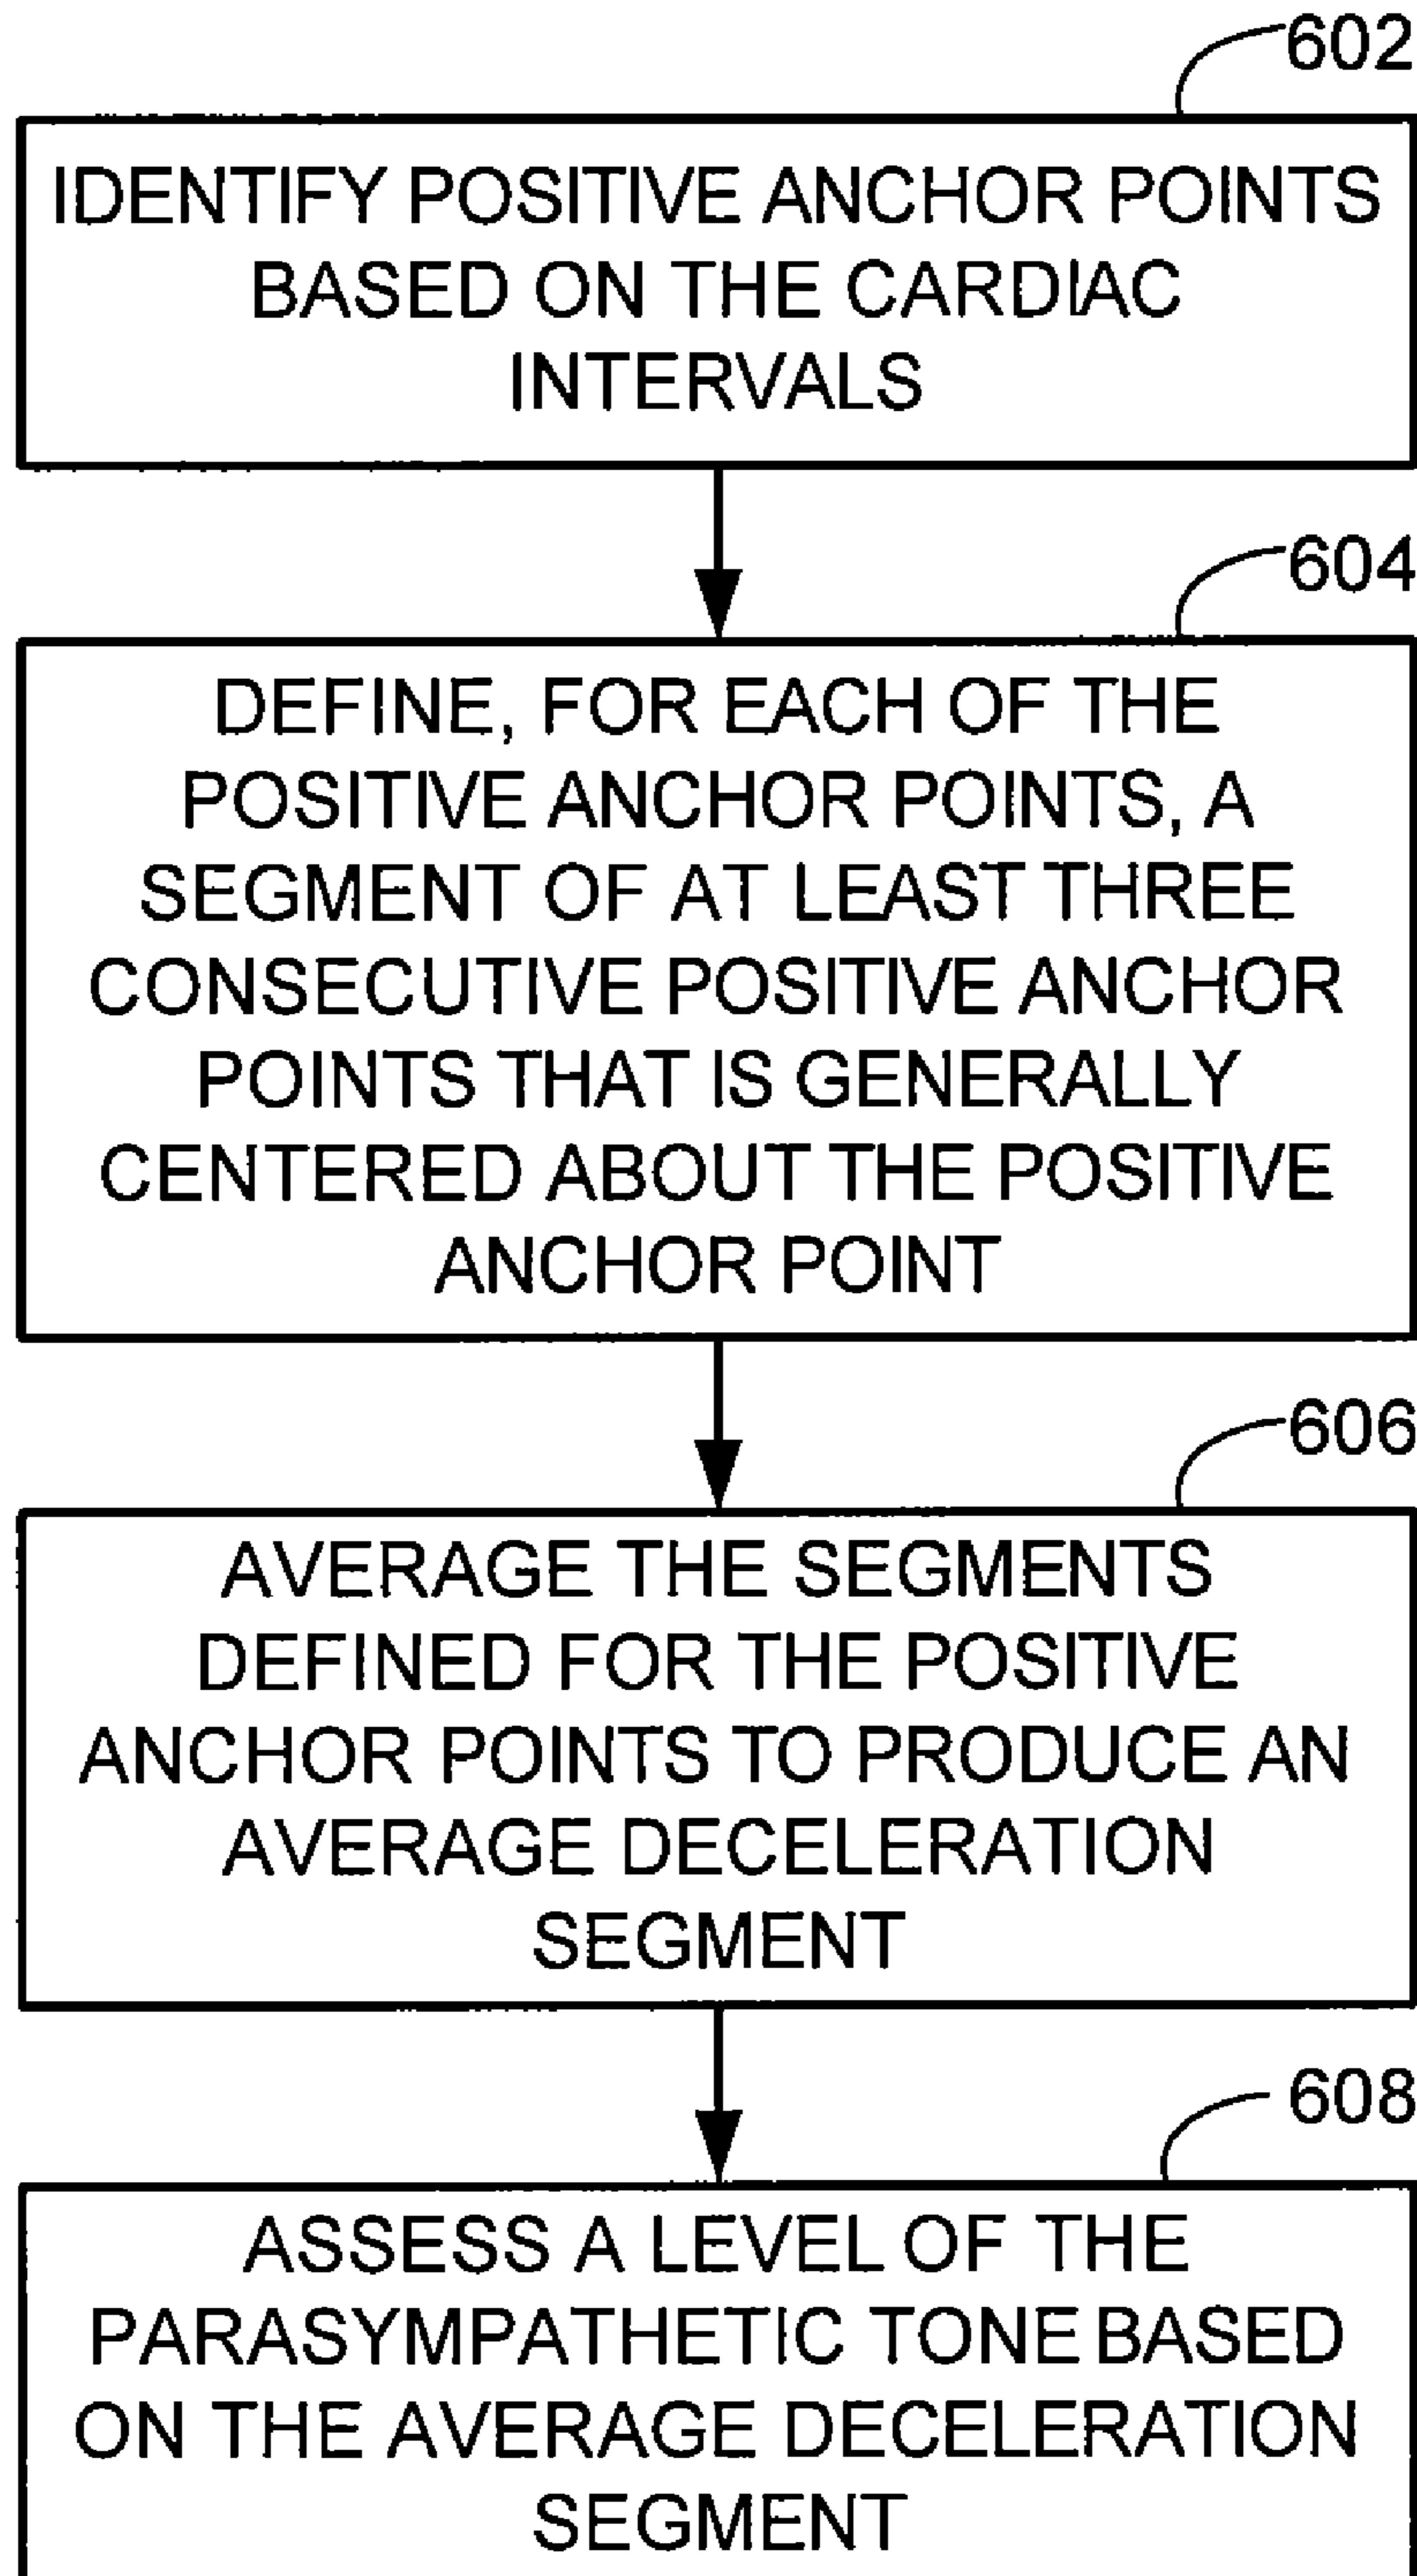 602
IDENTIFY POSITIVE ANCHOR POINTS
BASED ON THE CARDIAC
INTERVALS
604
DEFINE, FOR EACH OF THE
POSITIVE ANCHOR POINTS, A
SEGMENT OF AT LEAST THREE
CONSECUTIVE POSITIVE ANCHOR
POINTS THAT IS GENERALLY
CENTERED ABOUT THE POSITIVE
ANCHOR POINT
606
AVERAGE THE SEGMENTS
DEFINED FOR THE POSITIVE
ANCHOR POINTS TO PRODUCE AN
AVERAGE DECELERATION
SEGMENT
608
ASSESS A LEVEL OF THE
PARASYMPATHETIC TONE BASED
ON THE AVERAGE DECELERATION
SEGMENT